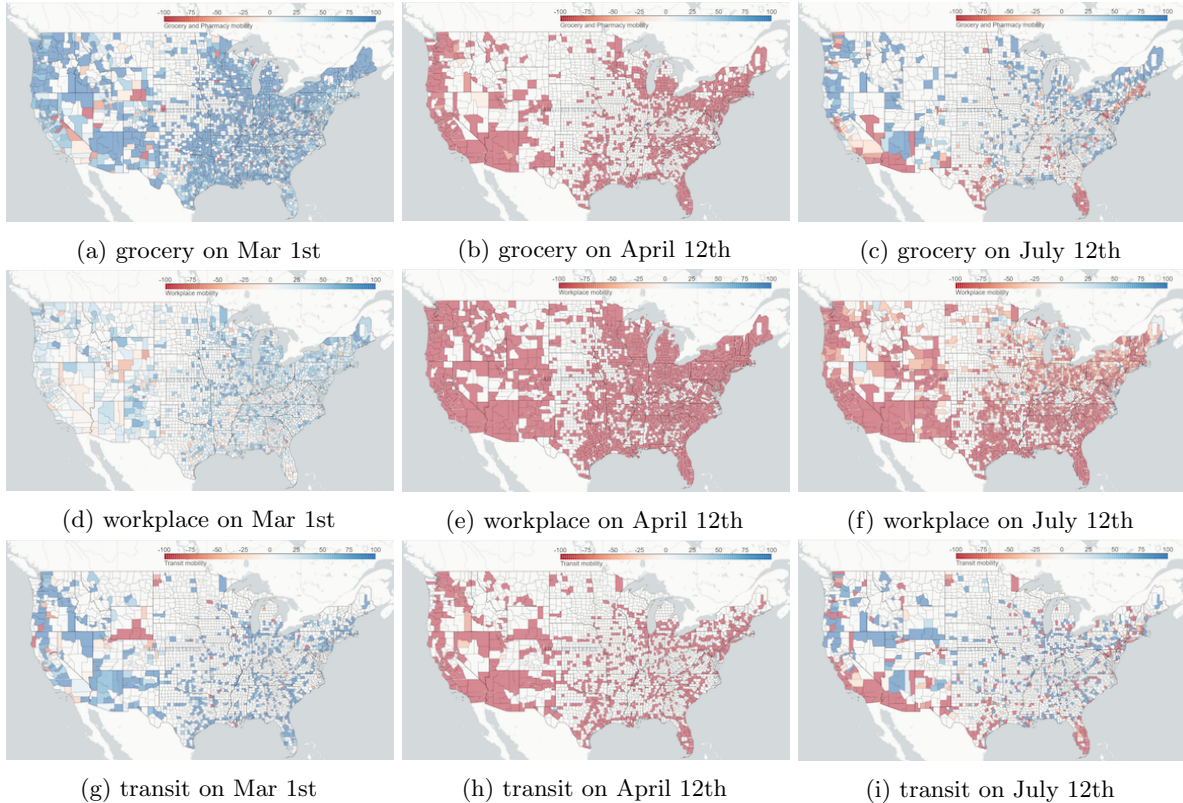 -100 -75 -50 -25 0 25 50 75 100
Grocery and Pharmacy mobility
-100 -75 -50 -25 0 25 50 75 100
Grocery and Pharmacy mobility
-100 -75 -50 -25 0 25 50 75 100
Grocery and Pharmacy mobility
(a) grocery on Mar 1st
(b) grocery on April 12th
(c) grocery on July 12th
-100 -75 -50 -25 0 25 50 75 100
Workplace mobility
-100 -75 -50 -25 0 25 50 75 100
Workplace mobility
-100 -75 -50 -25 0 25 50 75 100
Workplace mobility
(d) workplace on Mar 1st
(e) workplace on April 12th
(f) workplace on July 12th
-100 -75 -50 -25 0 25 50 75 100
Transit mobility
-100 -75 -50 -25 0 25 50 75 100
Transit mobility
-100 -75 -50 -25 0 25 50 75 100
Transit mobility
(g) transit on Mar 1st
(h) transit on April 12th
(i) transit on July 12th